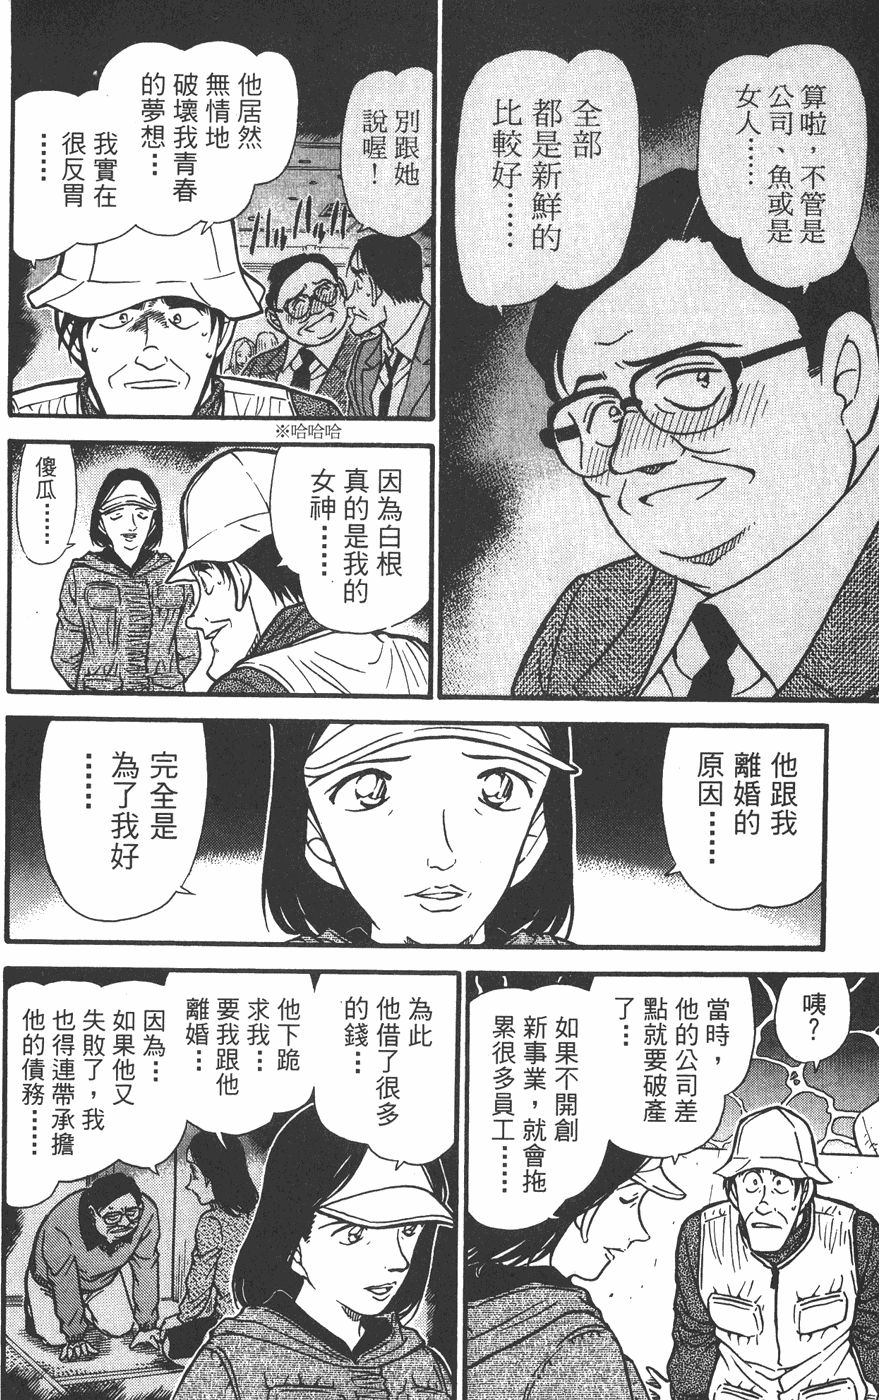 算啦，不管是
公司、魚或是
女人……
全部
都是新鮮的
比較好……
別跟她
說喔！
他居然
無情地
破壞我青春
的夢想…
我實在
很反胃
……
※哈哈哈
因為白根
真的是我的
女神……
傻瓜……
他跟我
離婚的
原因……
完全是
為了我好
……
咦？
當時，
他的公司差
點就要破產
了…
如果不開創
新事業，就會拖
累很多員工……
為此
他借了很多
的錢…
他下跪
求我…
要我跟他
離婚…
因為…
如果他又
失敗了，我
也得連帶承擔
他的債務……